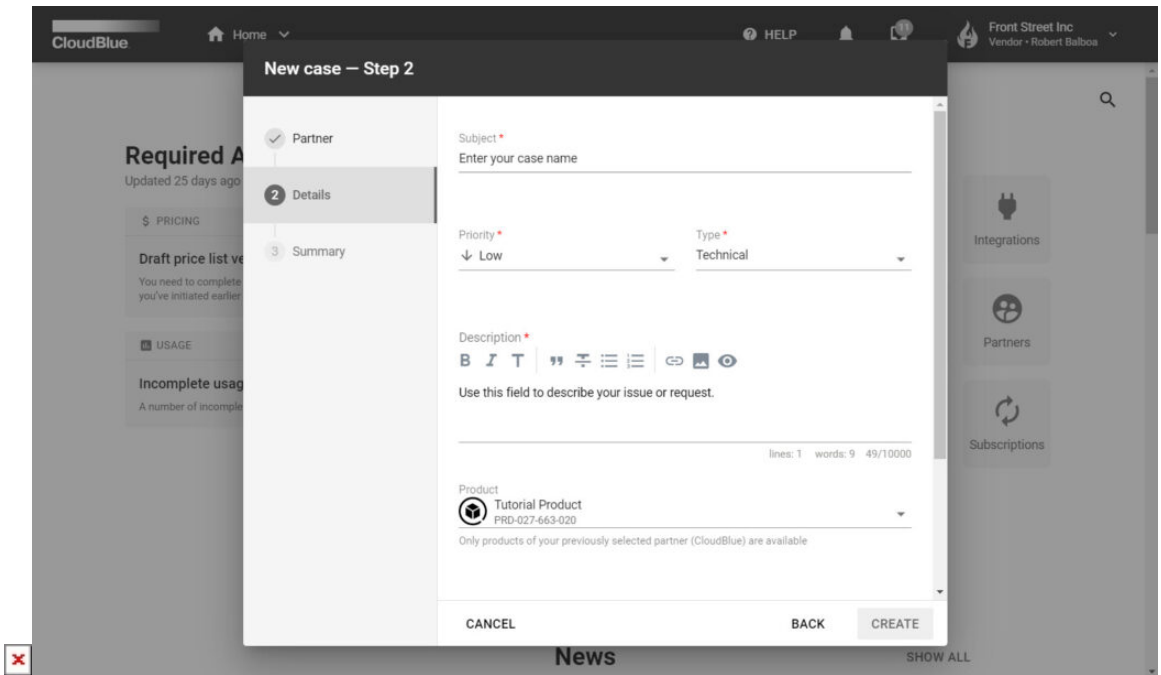 CloudBlue
Home
HELP
11
Front Street Inc
Vendor • Robert Balboa
New case — Step 2
Partner
2 Details
3 Summary
Subject *
Enter your case name
Priority *
Low
Type *
Technical
Description *
B I T
Use this field to describe your issue or request.
lines: 1 words: 9 49/10000
Product
Tutorial Product
PRD-027-663-020
Only products of your previously selected partner (CloudBlue) are available
CANCEL
BACK
CREATE
Required A
Updated 25 days ago
$ PRICING
Draft price list ve
You need to complete
you've initiated earlier
USAGE
Incomplete usag
A number of incomple
Integrations
Partners
Subscriptions
News
SHOW ALL